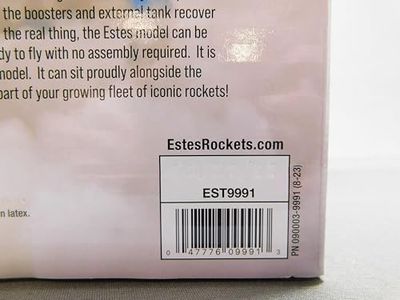 the boosters and external tank recover
the real thing, the Estes model can be
dy to fly with no assembly required. It is
model. It can sit proudly alongside the
part of your growing fleet of iconic rockets!
EstesRockets.com
EST9991
n latex.
0 47776 09991 3
PN 090003-9991 (8-23)